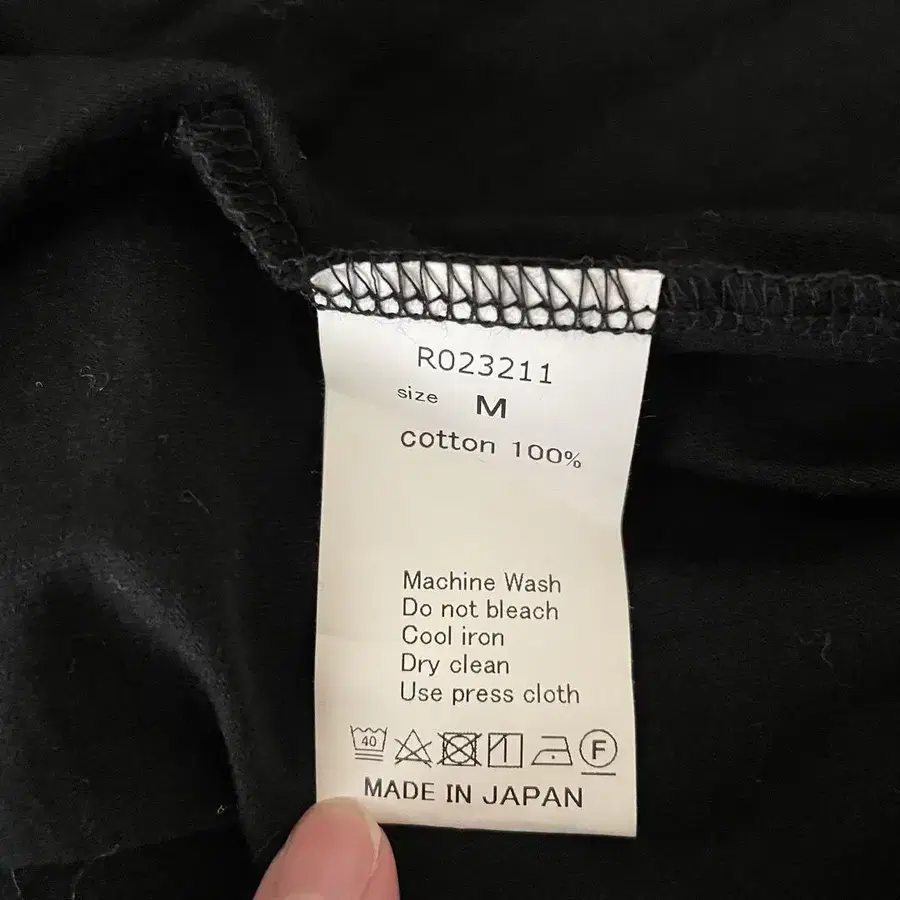 R023211
size M
cotton 100%
Machine Wash
Do not bleach
Cool iron
Dry clean
Use press cloth
40 F
MADE IN JAPAN